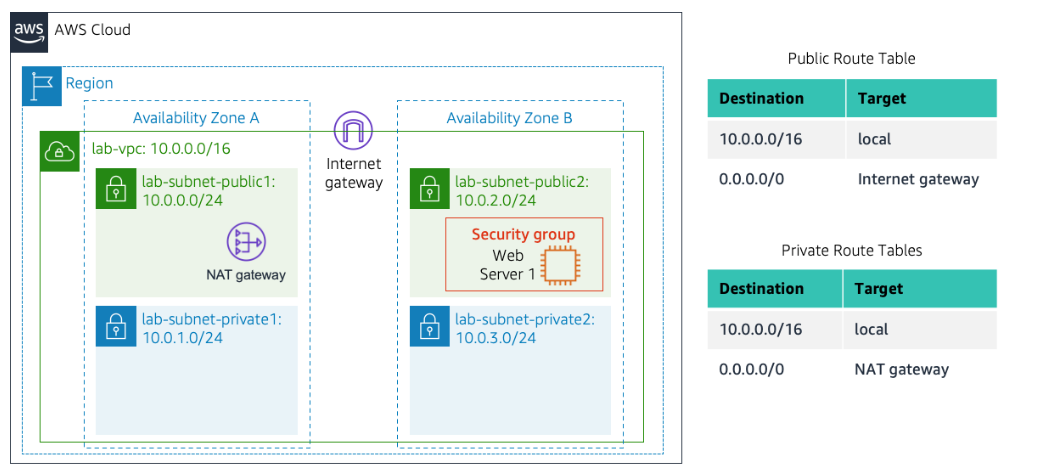 aws
AWS Cloud
Region
Availability Zone A
Availability Zone B
Internet
gateway
lab-vpc: 10.0.0.0/16
lab-subnet-public1:
10.0.0.0/24
NAT gateway
lab-subnet-public2:
10.0.2.0/24
Security group
Web
Server 1
lab-subnet-private1:
10.0.1.0/24
lab-subnet-private2:
10.0.3.0/24
Public Route Table
Destination Target
10.0.0.0/16 local
0.0.0.0/0 Internet gateway
Private Route Tables
Destination Target
10.0.0.0/16 local
0.0.0.0/0 NAT gateway